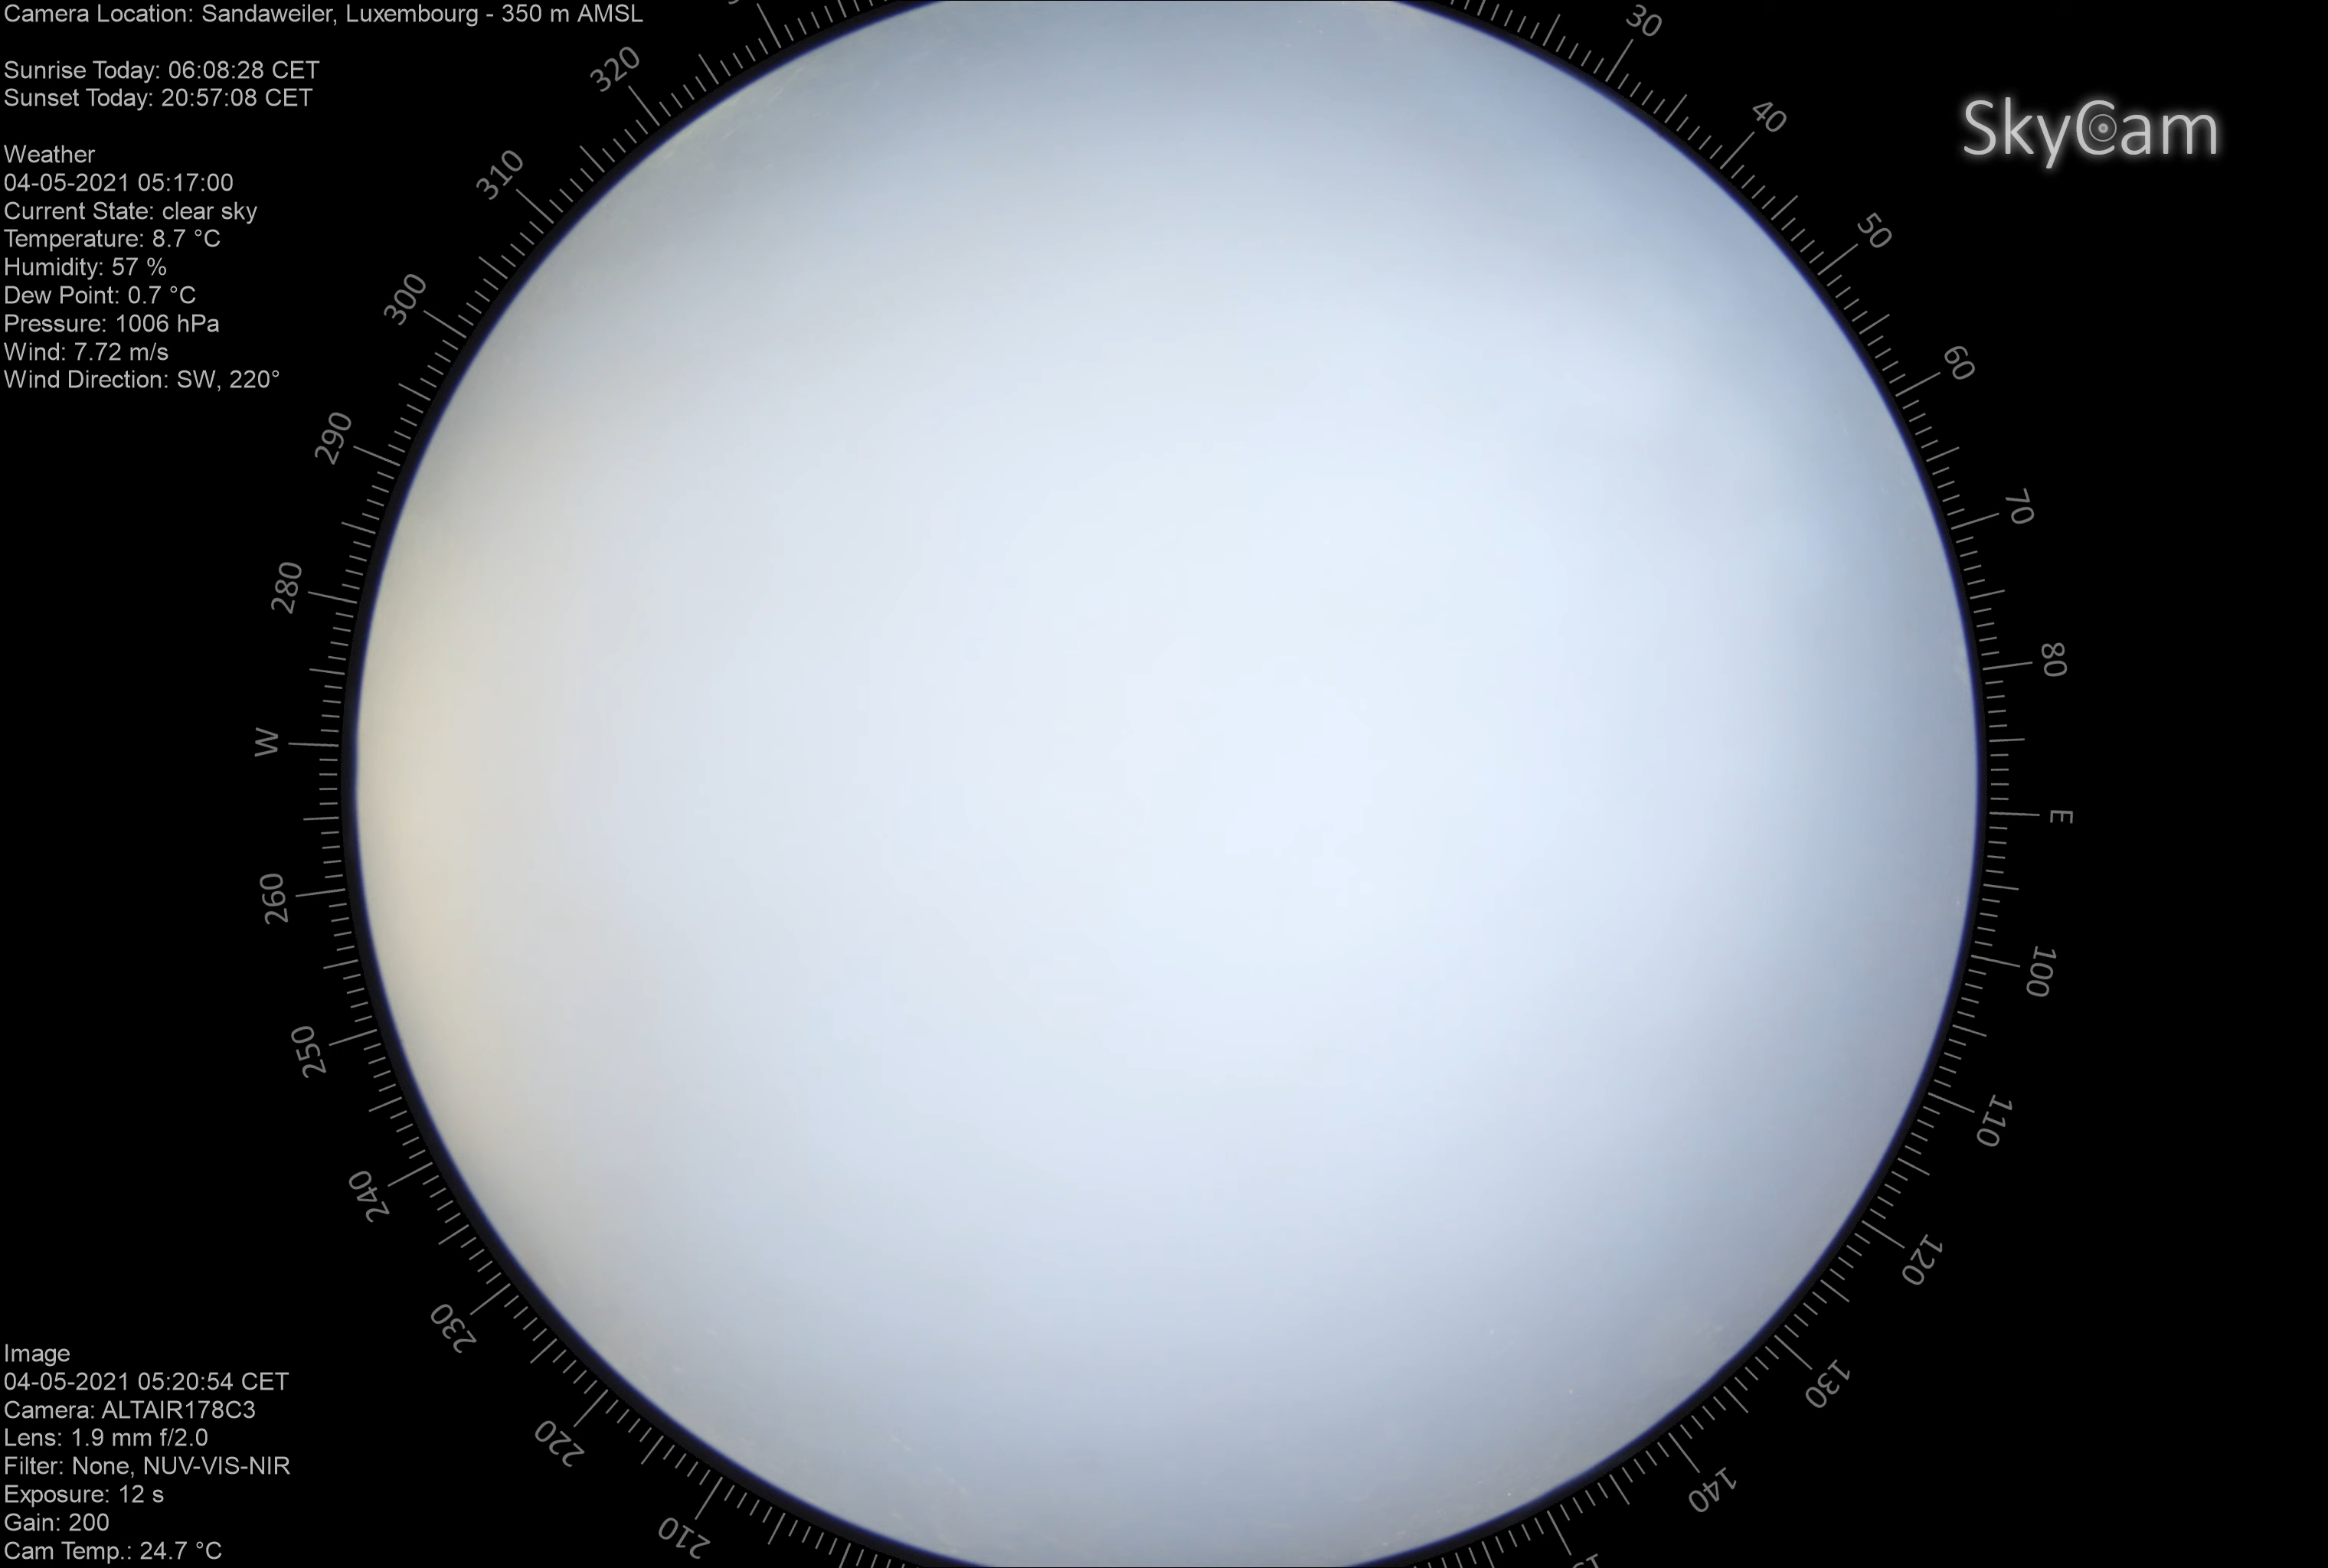 Camera Location: Sandaweiler, Luxembourg - 350 m AMSL
Sunrise Today: 06:08:28 CET
Sunset Today: 20:57:08 CET
Weather
04-05-2021 05:17:00
Current State: clear sky
Temperature: 8.7 °C
Humidity: 57 %
Dew Point: 0.7 °C
Pressure: 1006 hPa
Wind: 7.72 m/s
Wind Direction: SW, 220°
SkyCam
30
40
50
60
70
80
E
100
110
120
130
140
210
220
230
240
250
260
W
280
290
300
310
320
Image
04-05-2021 05:20:54 CET
Camera: ALTAIR178C3
Lens: 1.9 mm f/2.0
Filter: None, NUV-VIS-NIR
Exposure: 12 s
Gain: 200
Cam Temp.: 24.7 °C